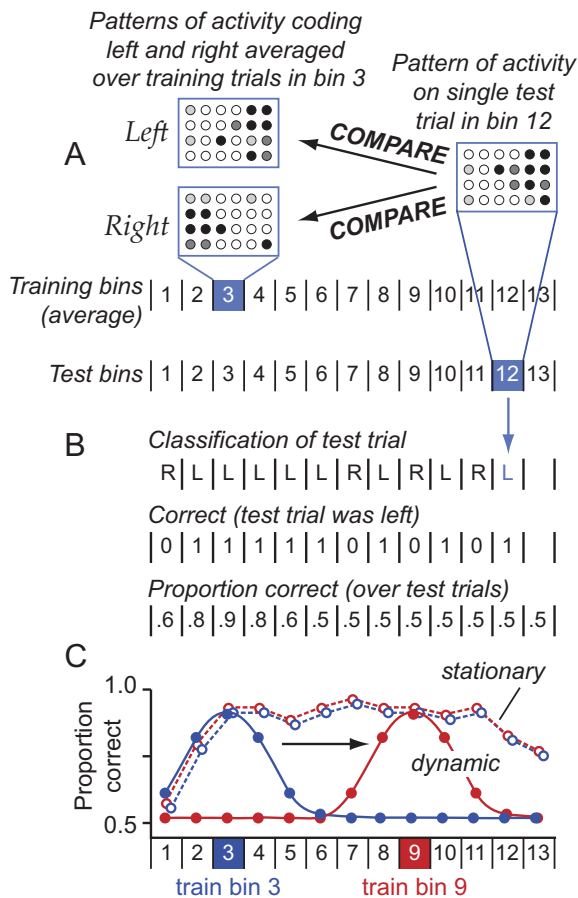 Patterns of activity coding
left and right averaged
over training trials in bin 3
Pattern of activity
on single test
trial in bin 12
Left
COMPARE
A
COMPARE
Right
Training bins
(average)
1 2 3 4 5 6 7 8 9 10 11 12 13
Test bins
1 2 3 4 5 6 7 8 9 10 11 12 13
B
Classification of test trial
R L L L L L R L R L R L
Correct (test trial was left)
0 1 1 1 1 1 0 1 0 1 0 1
Proportion correct (over test trials)
.6 .8 .9 .8 .6 .5 .5 .5 .5 .5 .5 .5 .5
C
stationary
dynamic
Proportion
correct
1.0
0.5
1 2 3 4 5 6 7 8 9 10 11 12 13
train bin 3
train bin 9